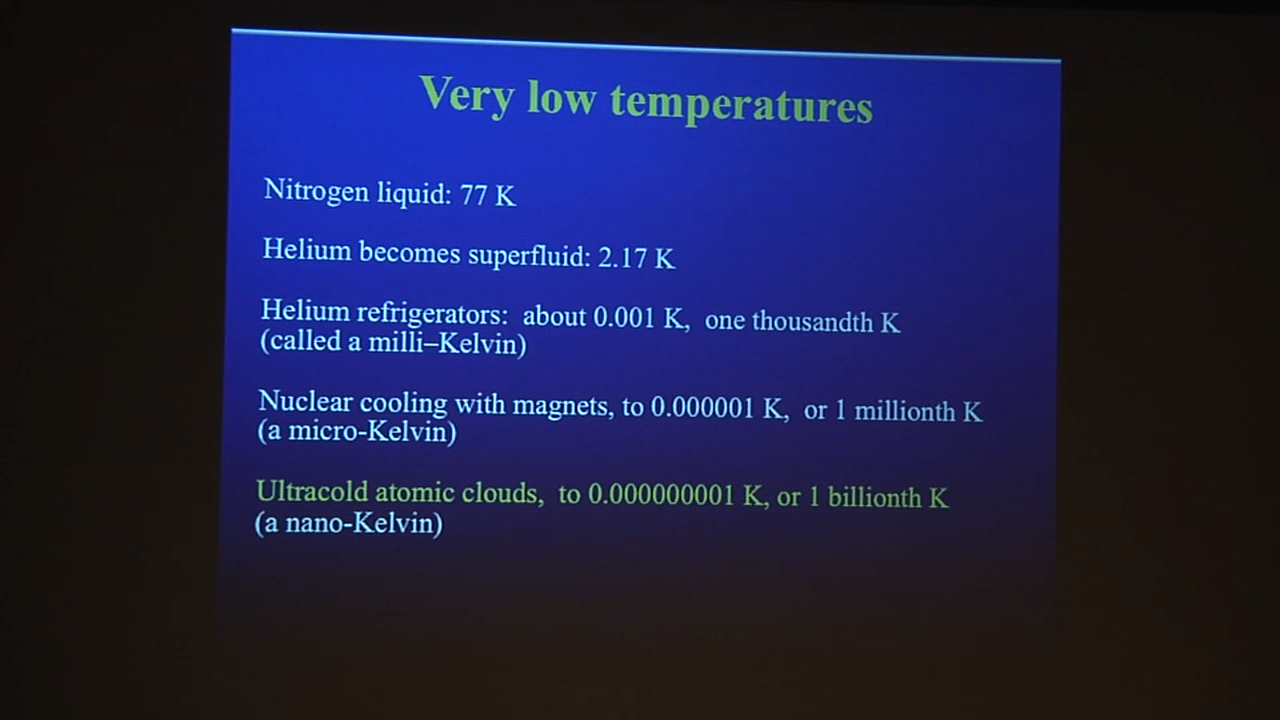 Very low temperatures
Nitrogen liquid: 77 K
Helium becomes superfluid: 2.17 K
Helium refrigerators: about 0.001 K, one thousandth K
(called a milli–Kelvin)
Nuclear cooling with magnets, to 0.000001 K, or 1 millionth K
(a micro-Kelvin)
Ultracold atomic clouds, to 0.000000001 K, or 1 billionth K
(a nano-Kelvin)